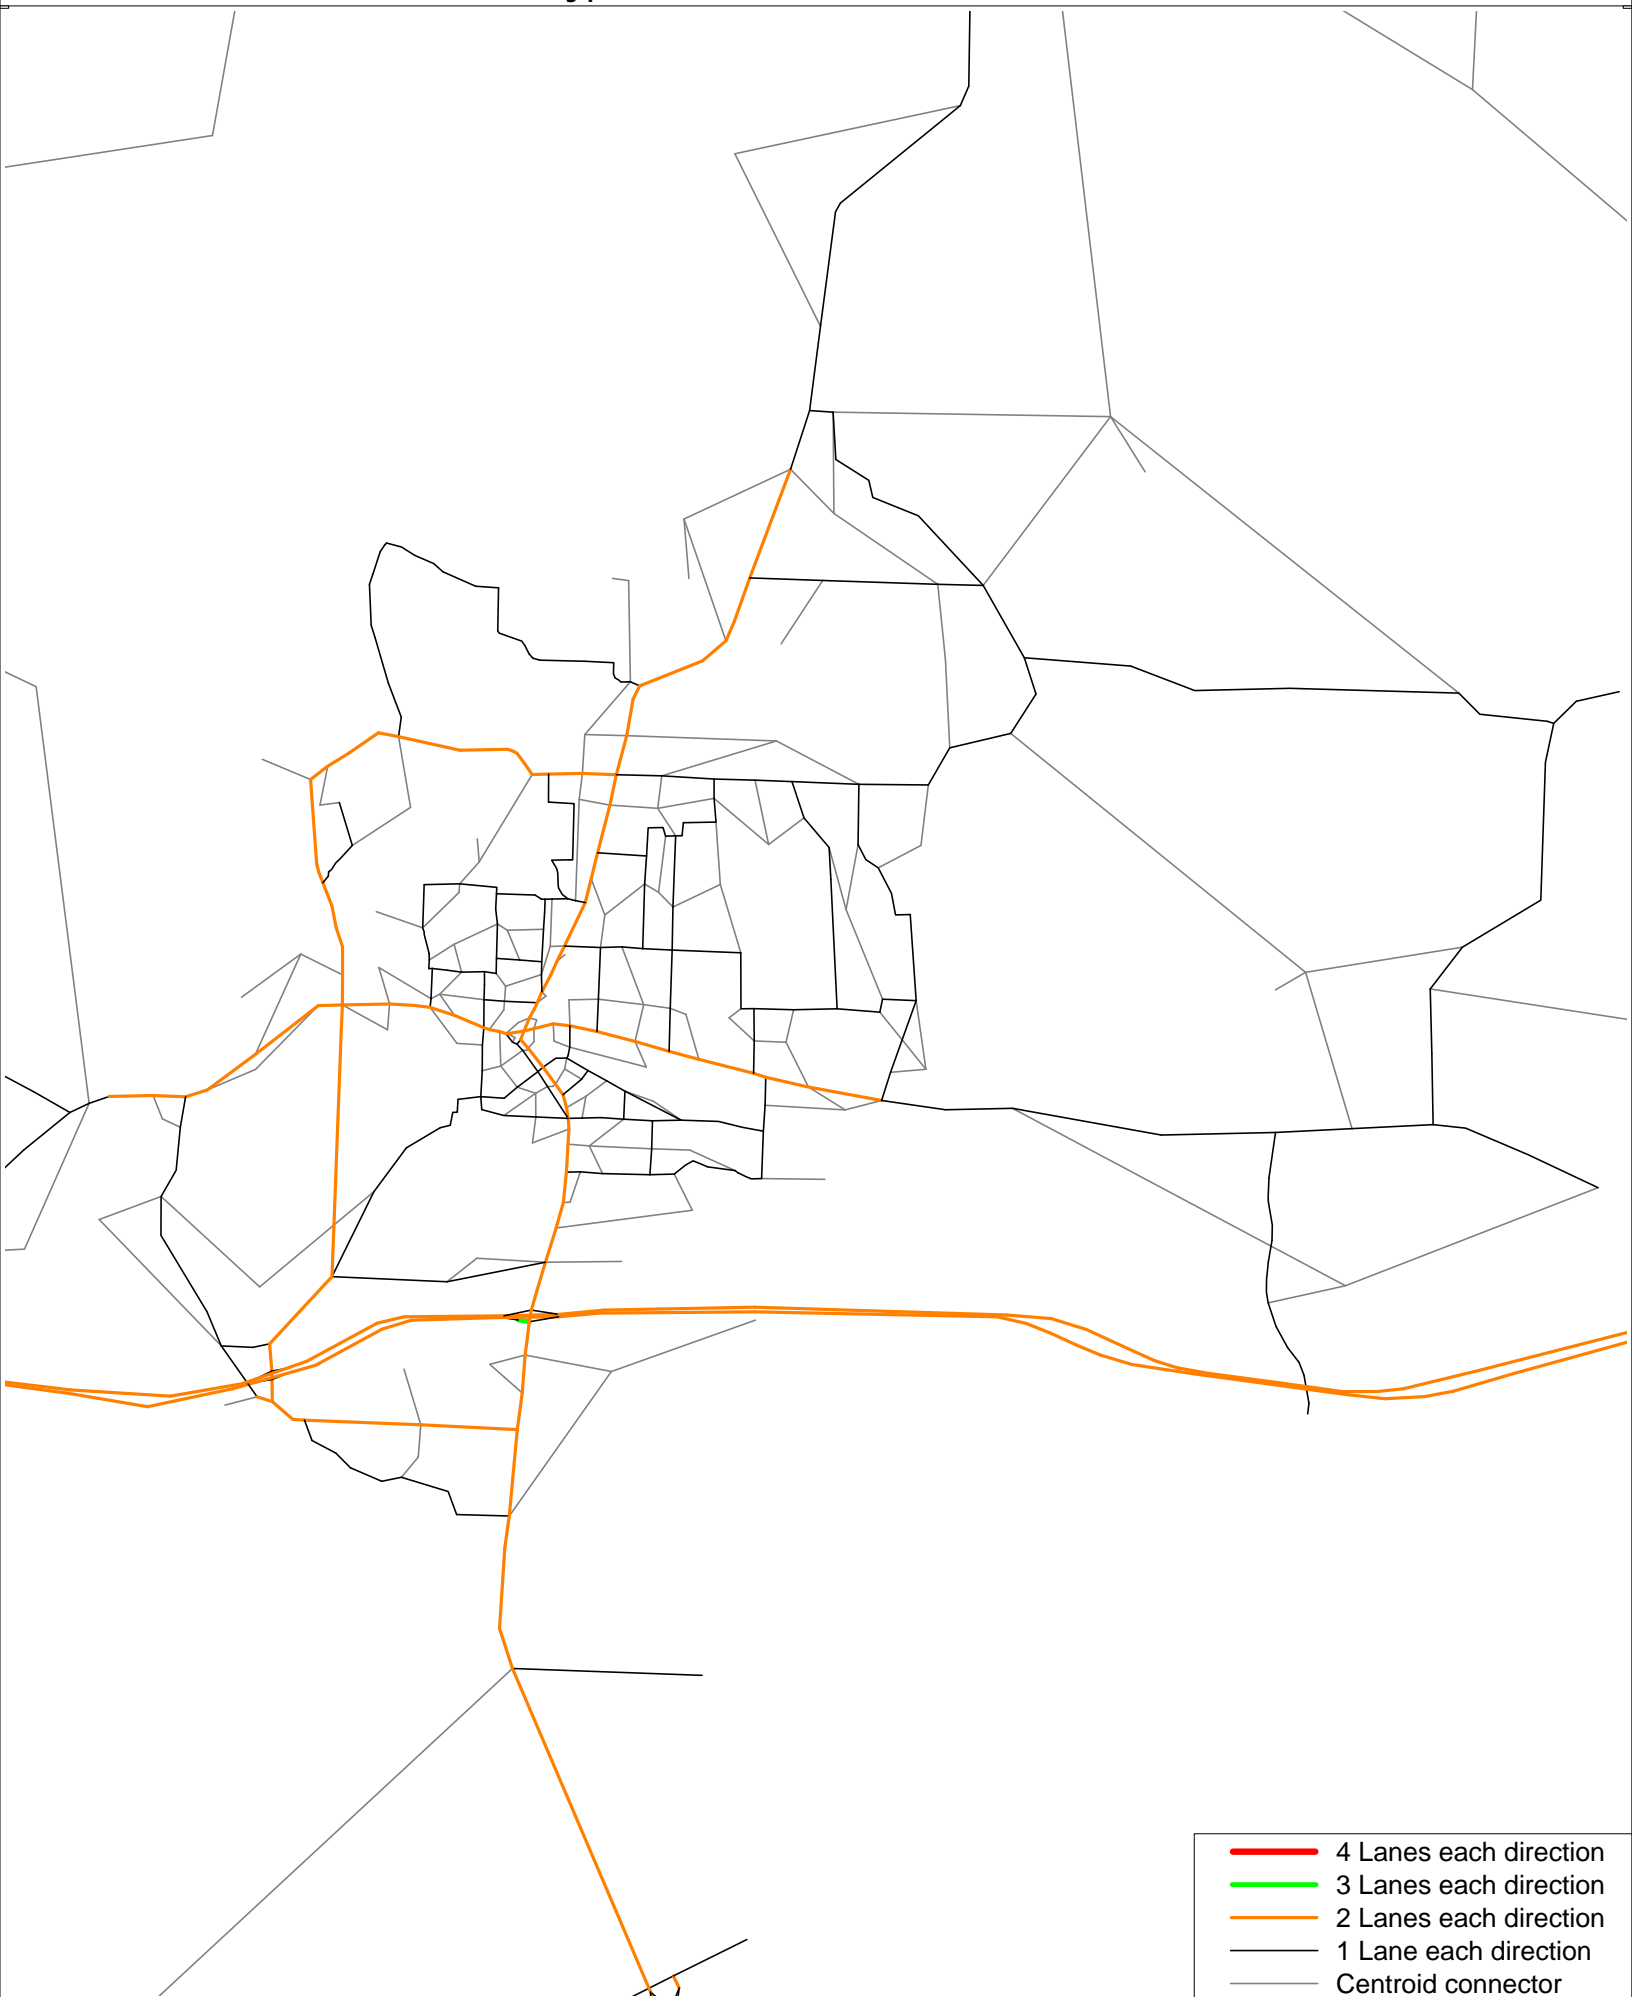 4 Lanes each direction
3 Lanes each direction
2 Lanes each direction
1 Lane each direction
Centroid connector